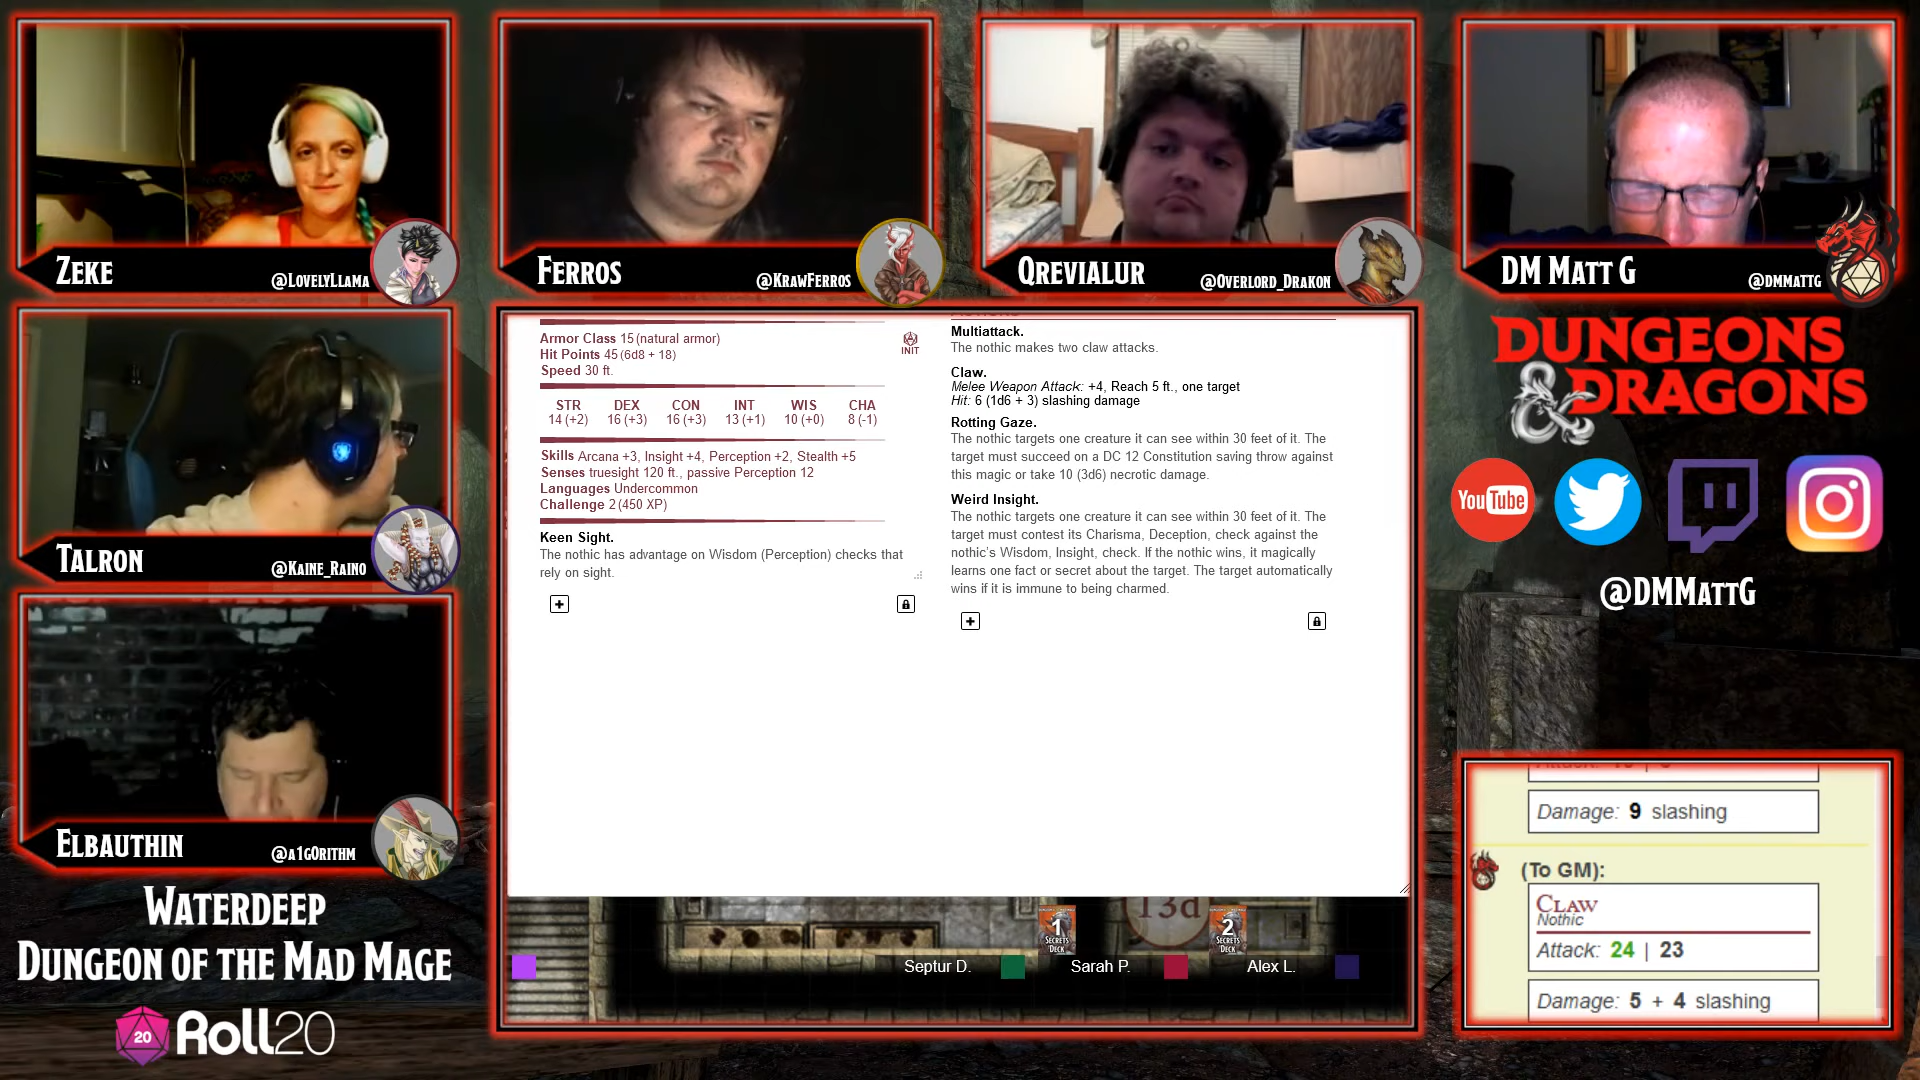 Zeke
@LovelyLlama
Ferros
@KrawFerros
Qrevialur
@Overlord_Drakon
DM Matt G
@dmmattg
Talron
@Kaine_Raino
Elbauthin
@a1g0rithm
Waterdeep
Dungeon of the Mad Mage
20
Roll20
Armor Class 15 (natural armor)
Hit Points 45 (6d8 + 18)
Speed 30 ft.
INIT
STR DEX CON INT WIS CHA
14 (+2) 16 (+3) 16 (+3) 13 (+1) 10 (+0) 8 (-1)
Skills Arcana +3, Insight +4, Perception +2, Stealth +5
Senses truesight 120 ft., passive Perception 12
Languages Undercommon
Challenge 2 (450 XP)
Keen Sight.
The nothic has advantage on Wisdom (Perception) checks that
rely on sight.
Multiattack.
The nothic makes two claw attacks.
Claw.
Melee Weapon Attack: +4, Reach 5 ft., one target
Hit: 6 (1d6 + 3) slashing damage
Rotting Gaze.
The nothic targets one creature it can see within 30 feet of it. The
target must succeed on a DC 12 Constitution saving throw against
this magic or take 10 (3d6) necrotic damage.
Weird Insight.
The nothic targets one creature it can see within 30 feet of it. The
target must contest its Charisma, Deception, check against the
nothic's Wisdom, Insight, check. If the nothic wins, it magically
learns one fact or secret about the target. The target automatically
wins if it is immune to being charmed.
13d
1
Secrets
Deck
2
Secrets
Deck
Septur D.
Sarah P.
Alex L.
DUNGEONS
& DRAGONS
YouTube
@DMMattG
Damage: 9 slashing
(To GM):
Claw
Nothic
Attack: 24 | 23
Damage: 5 + 4 slashing